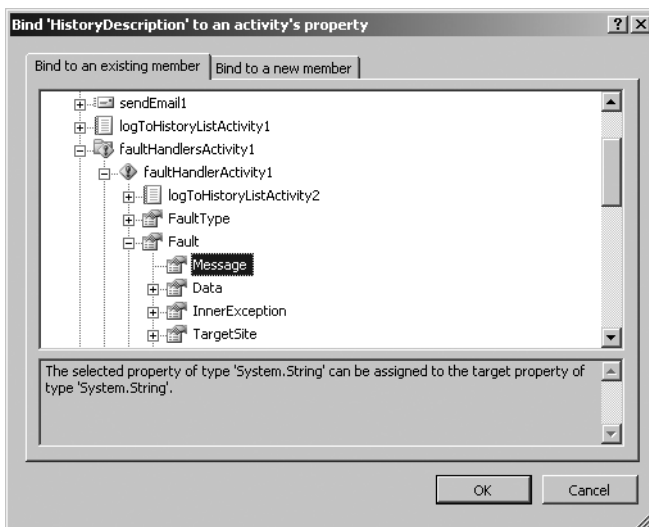 Bind 'HistoryDescription' to an activity's property
Bind to an existing member
Bind to a new member
sendEmail1
logToHistoryListActivity1
faultHandlersActivity1
faultHandlerActivity1
logToHistoryListActivity2
FaultType
Fault
Message
Data
InnerException
TargetSite
The selected property of type 'System.String' can be assigned to the target property of
type 'System.String'.
OK
Cancel